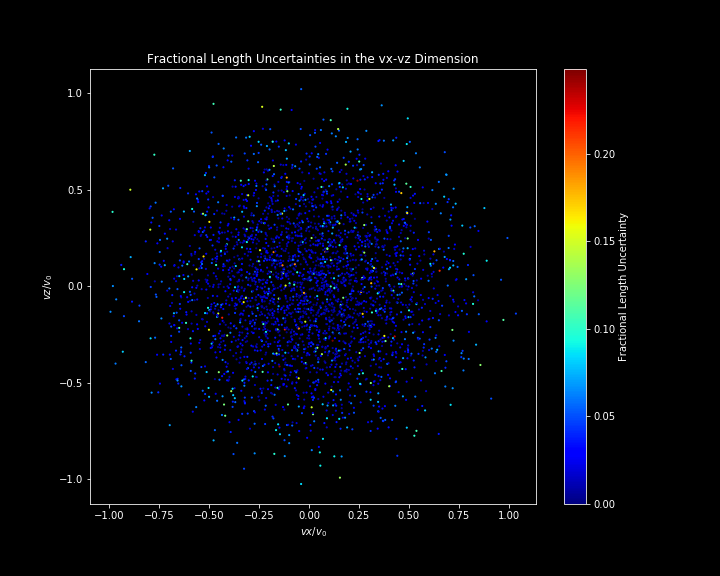 Fractional Length Uncertainties in the vx-vz Dimension
1.0
0.5
0.0
−0.5
−1.0
vz/v₀
−1.00 −0.75 −0.50 −0.25 0.00 0.25 0.50 0.75 1.00
vx/v₀
0.20
0.15
0.10
0.05
0.00
Fractional Length Uncertainty